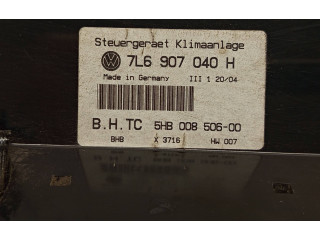 Steuergeraet Klimaanlage
7L6 907 040 H
Made in Germany III 1 20/04
B.H.TC 5HB 008 506-00
BHB X 3716 HW 007